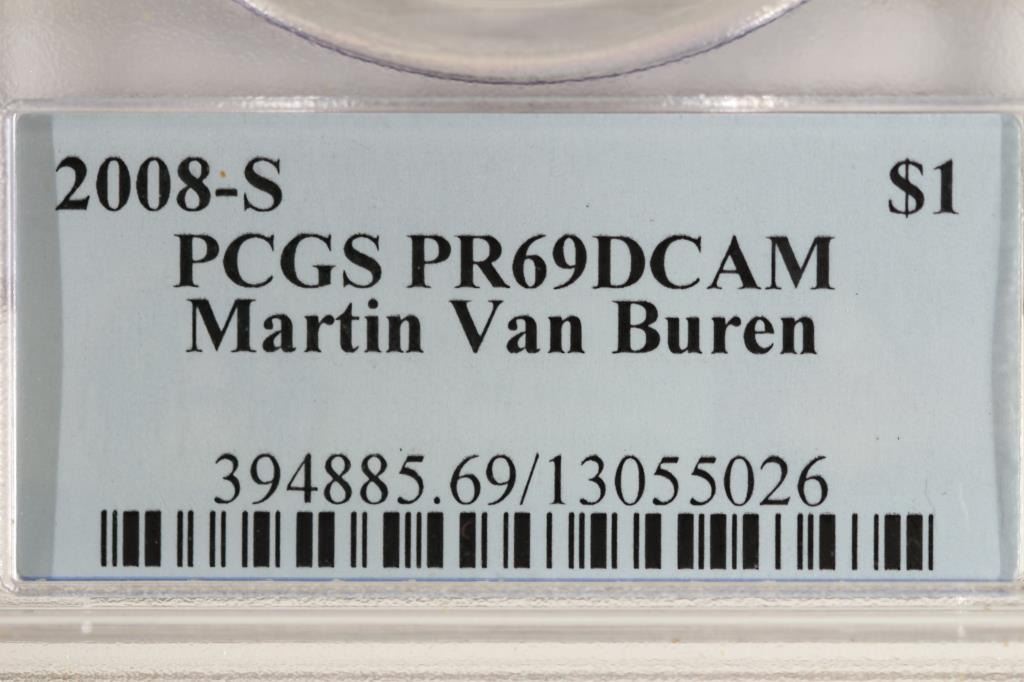 2008-S $1
PCGS PR69DCAM
Martin Van Buren
394885.69/13055026